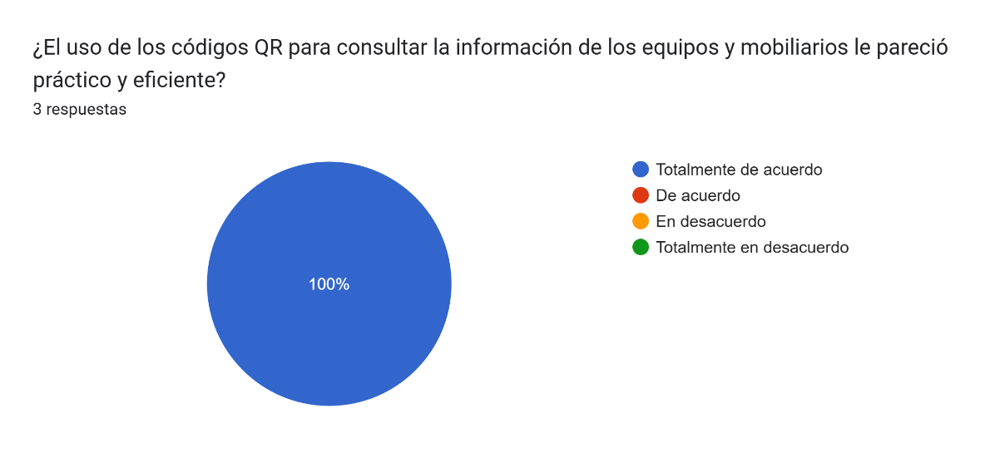 ¿El uso de los códigos QR para consultar la información de los equipos y mobiliarios le pareció
práctico y eficiente?
3 respuestas
Totalmente de acuerdo
De acuerdo
En desacuerdo
Totalmente en desacuerdo
100%